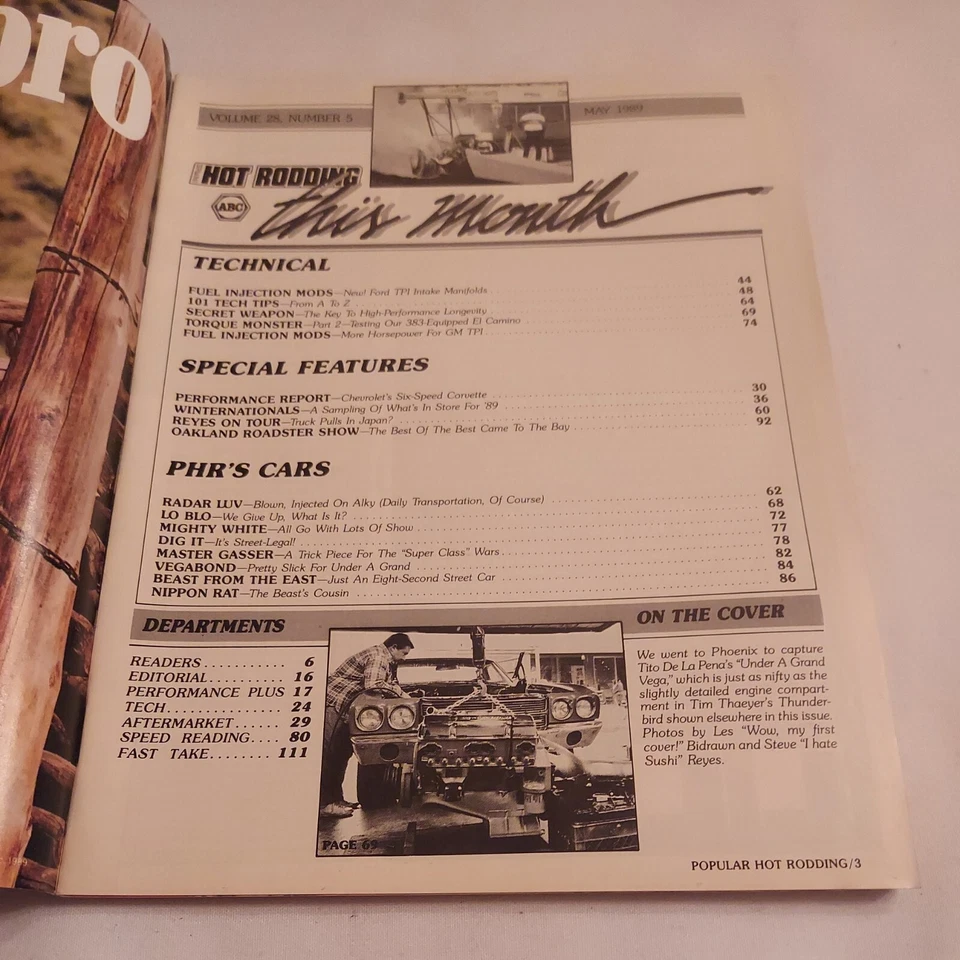 oro
VOLUME 28, NUMBER 5
MAY 1989
HOT RODDING
ABC
this month
TECHNICAL
FUEL INJECTION MODS—New! Ford TPI Intake Manifolds 44
101 TECH TIPS—From A To Z 48
SECRET WEAPON—The Key To High-Performance Longevity 64
TORQUE MONSTER—Part 2—Testing Our 383-Equipped El Camino 69
FUEL INJECTION MODS—More Horsepower For GM TPI 74
SPECIAL FEATURES
PERFORMANCE REPORT—Chevrolet's Six-Speed Corvette 30
WINTERNATIONALS—A Sampling Of What's In Store For '89 36
REYES ON TOUR—Truck Pulls In Japan? 60
OAKLAND ROADSTER SHOW—The Best Of The Best Came To The Bay 92
PHR'S CARS
RADAR LUV—Blown, Injected On Alky (Daily Transportation, Of Course) 62
LO BLO—We Give Up, What Is It? 68
MIGHTY WHITE—All Go With Lots Of Show 72
DIG IT—It's Street-Legal! 77
MASTER GASSER—A Trick Piece For The "Super Class" Wars 78
VEGABOND—Pretty Slick For Under A Grand 82
BEAST FROM THE EAST—Just An Eight-Second Street Car 84
NIPPON RAT—The Beast's Cousin 86
DEPARTMENTS
READERS........... 6
EDITORIAL.......... 16
PERFORMANCE PLUS 17
TECH............... 24
AFTERMARKET...... 29
SPEED READING.... 80
FAST TAKE........ 111
PAGE 69
ON THE COVER
We went to Phoenix to capture
Tito De La Pena's "Under A Grand
Vega," which is just as nifty as the
slightly detailed engine compart-
ment in Tim Thaeyer's Thunder-
bird shown elsewhere in this issue.
Photos by Les "Wow, my first
cover!" Bidrawn and Steve "I hate
Sushi" Reyes.
POPULAR HOT RODDING/3